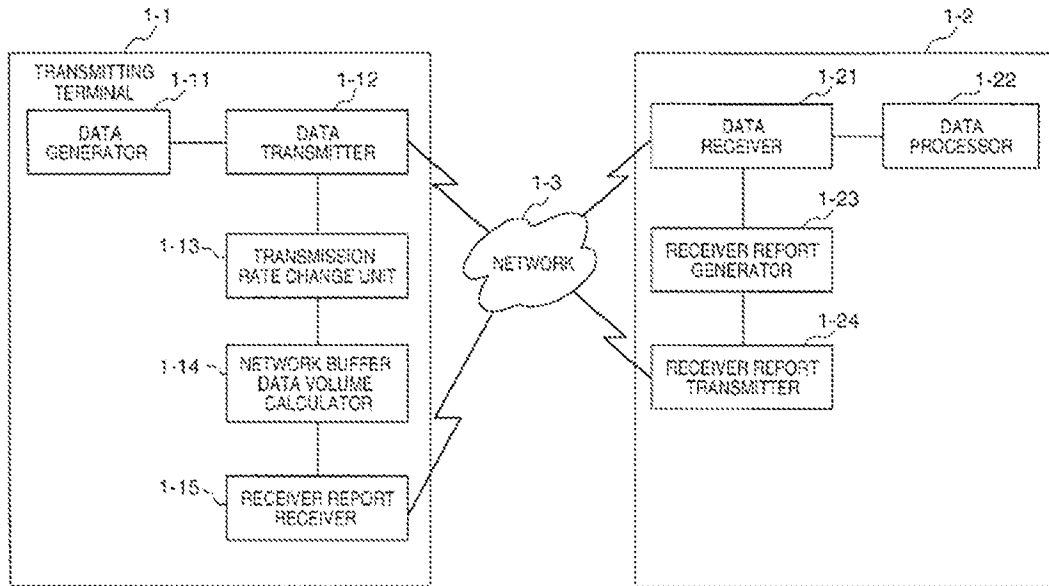 1-1
1-2
TRANSMITTING
TERMINAL
1-11
1-12
DATA
GENERATOR
DATA
TRANSMITTER
1-13
TRANSMISSION
RATE CHANGE UNIT
1-14
NETWORK BUFFER
DATA VOLUME
CALCULATOR
1-15
RECEIVER REPORT
RECEIVER
1-3
NETWORK
1-21
1-22
DATA
RECEIVER
DATA
PROCESSOR
1-23
RECEIVER REPORT
GENERATOR
1-24
RECEIVER REPORT
TRANSMITTER